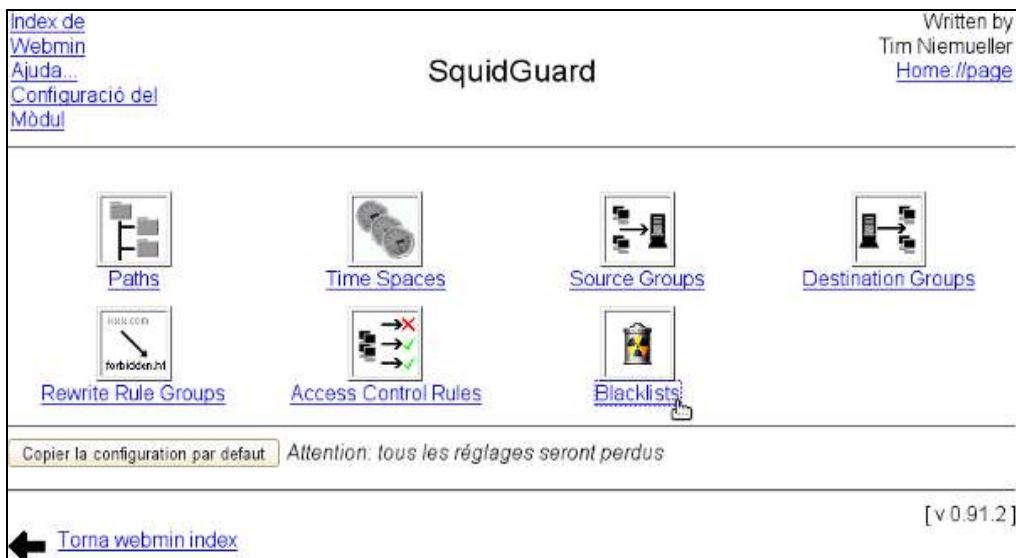 Index de
Webmin
Ajuda...
Configuració del
Mòdul
SquidGuard
Written by
Tim Niemueller
Home://page
Paths
Time Spaces
Source Groups
Destination Groups
forbidden.ht
Rewrite Rule Groups
Access Control Rules
Blacklists
Copier la configuration par defaut
Attention: tous les réglages seront perdus
[ v 0.91.2 ]
Torna webmin index